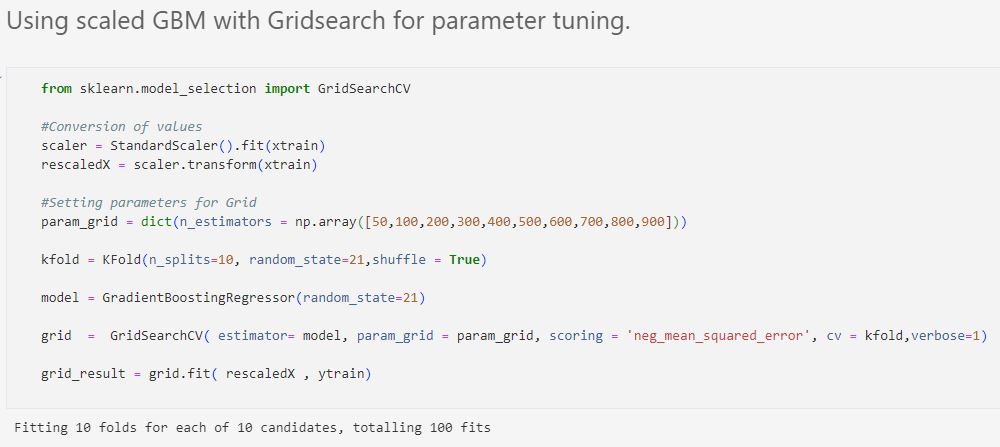 Using scaled GBM with Gridsearch for parameter tuning.
from sklearn.model_selection import GridSearchCV
#Conversion of values
scaler = StandardScaler().fit(xtrain)
rescaledX = scaler.transform(xtrain)
#Setting parameters for Grid
param_grid = dict(n_estimators = np.array([50,100,200,300,400,500,600,700,800,900]))
kfold = KFold(n_splits=10, random_state=21,shuffle = True)
model = GradientBoostingRegressor(random_state=21)
grid  =  GridSearchCV( estimator= model, param_grid = param_grid, scoring = 'neg_mean_squared_error', cv = kfold,verbose=1)
grid_result = grid.fit( rescaledX , ytrain)
Fitting 10 folds for each of 10 candidates, totalling 100 fits